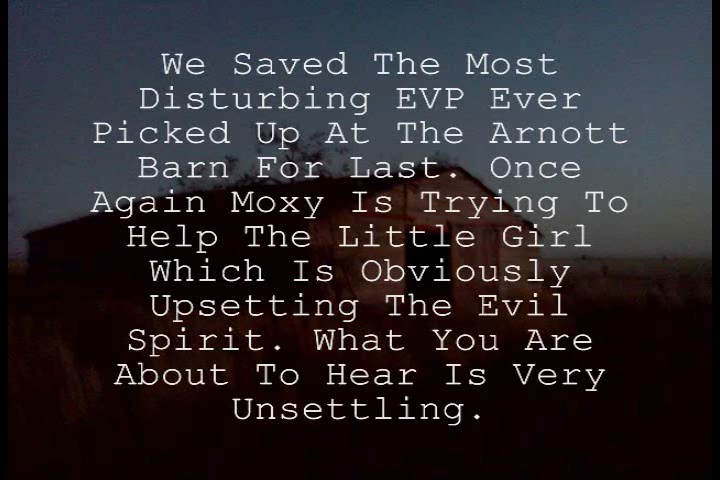 We Saved The Most
Disturbing EVP Ever
Picked Up At The Arnott
Barn For Last. Once
Again Moxy Is Trying To
Help The Little Girl
Which Is Obviously
Upsetting The Evil
Spirit. What You Are
About To Hear Is Very
Unsettling.